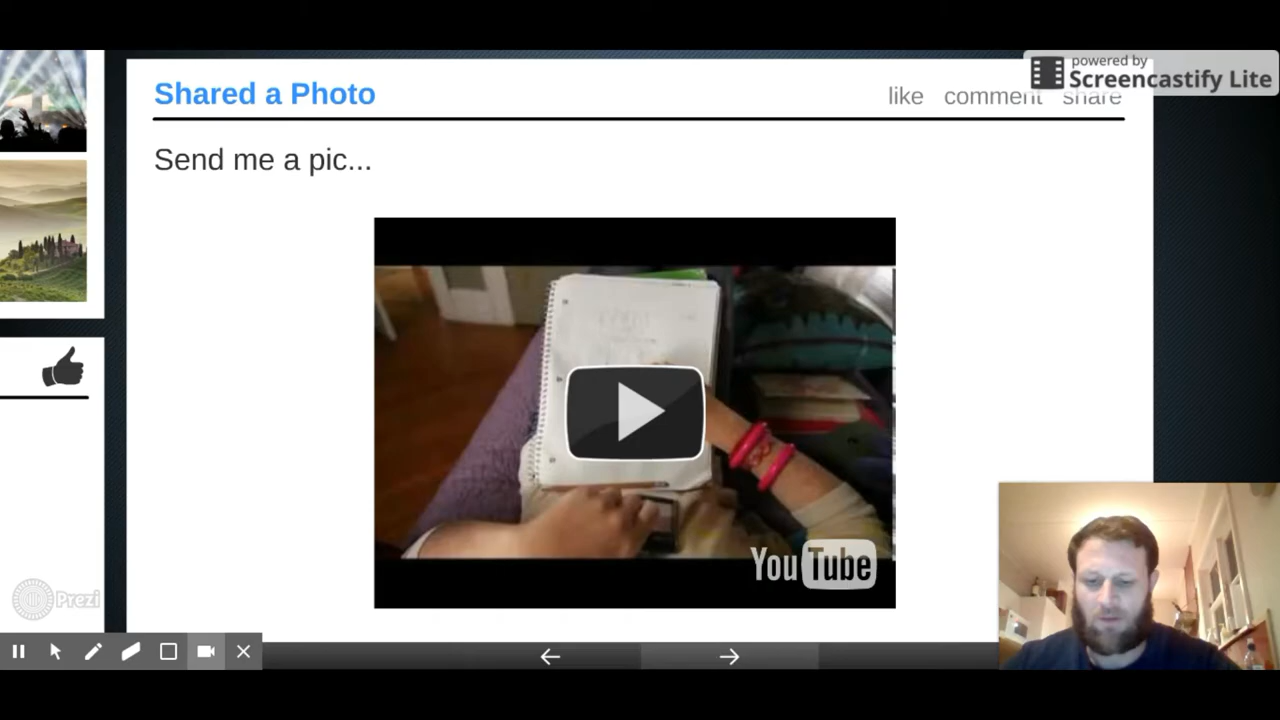 powered by
Screencastify Lite
Shared a Photo
like comment share
Send me a pic...
YouTube
Prezi